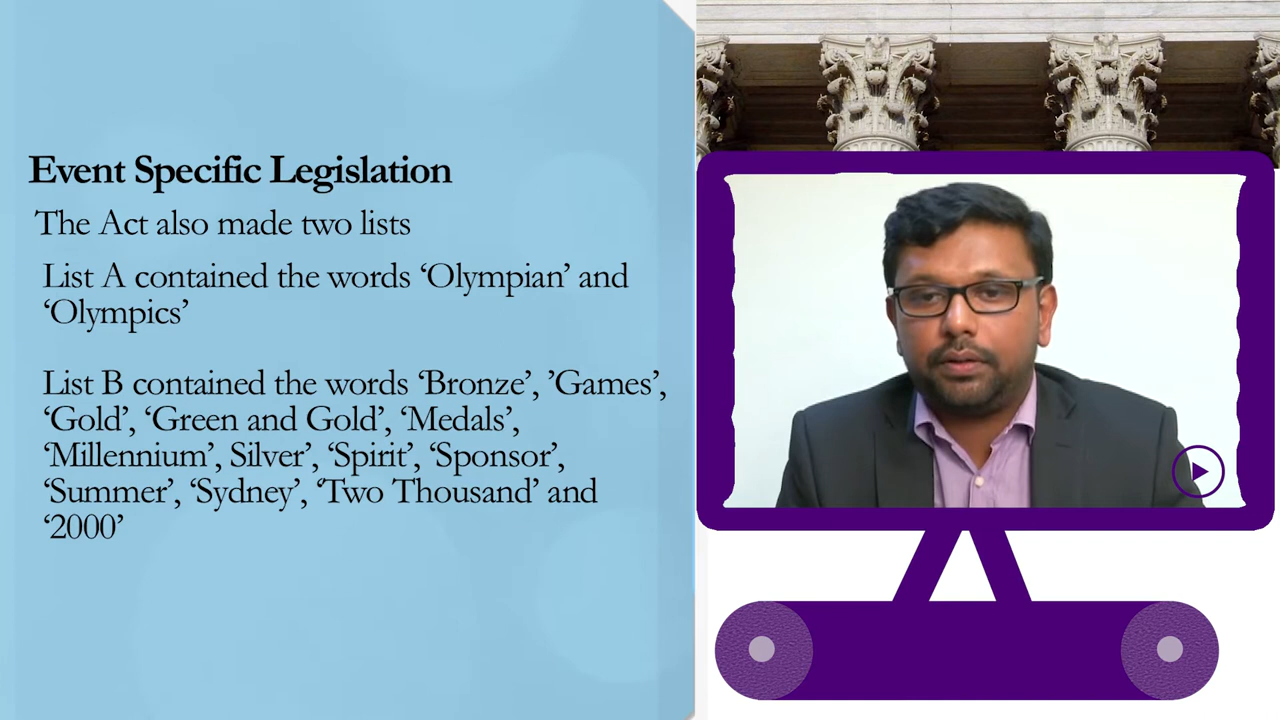 Event Specific Legislation
The Act also made two lists
List A contained the words ‘Olympian’ and
‘Olympics’
List B contained the words ‘Bronze’, ’Games’,
‘Gold’, ‘Green and Gold’, ‘Medals’,
‘Millennium’, Silver’, ‘Spirit’, ‘Sponsor’,
‘Summer’, ‘Sydney’, ‘Two Thousand’ and
‘2000’